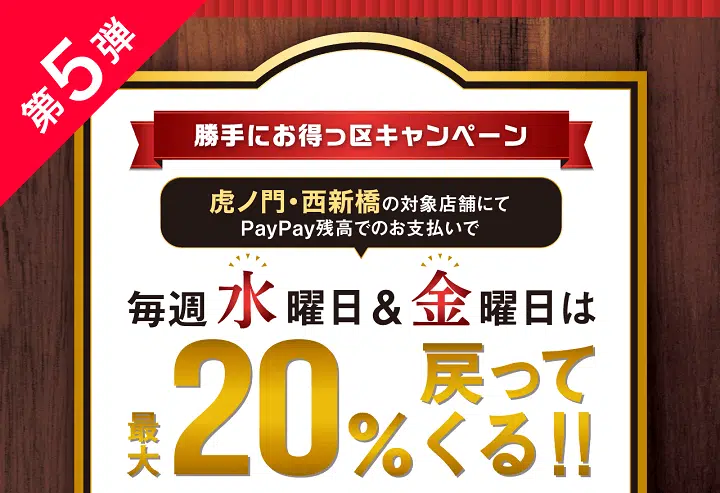 第5弾
勝手にお得っ区キャンペーン
虎ノ門・西新橋の対象店舗にて
PayPay残高でのお支払いで
毎週水曜日&金曜日は
最大20%戻ってくる!!